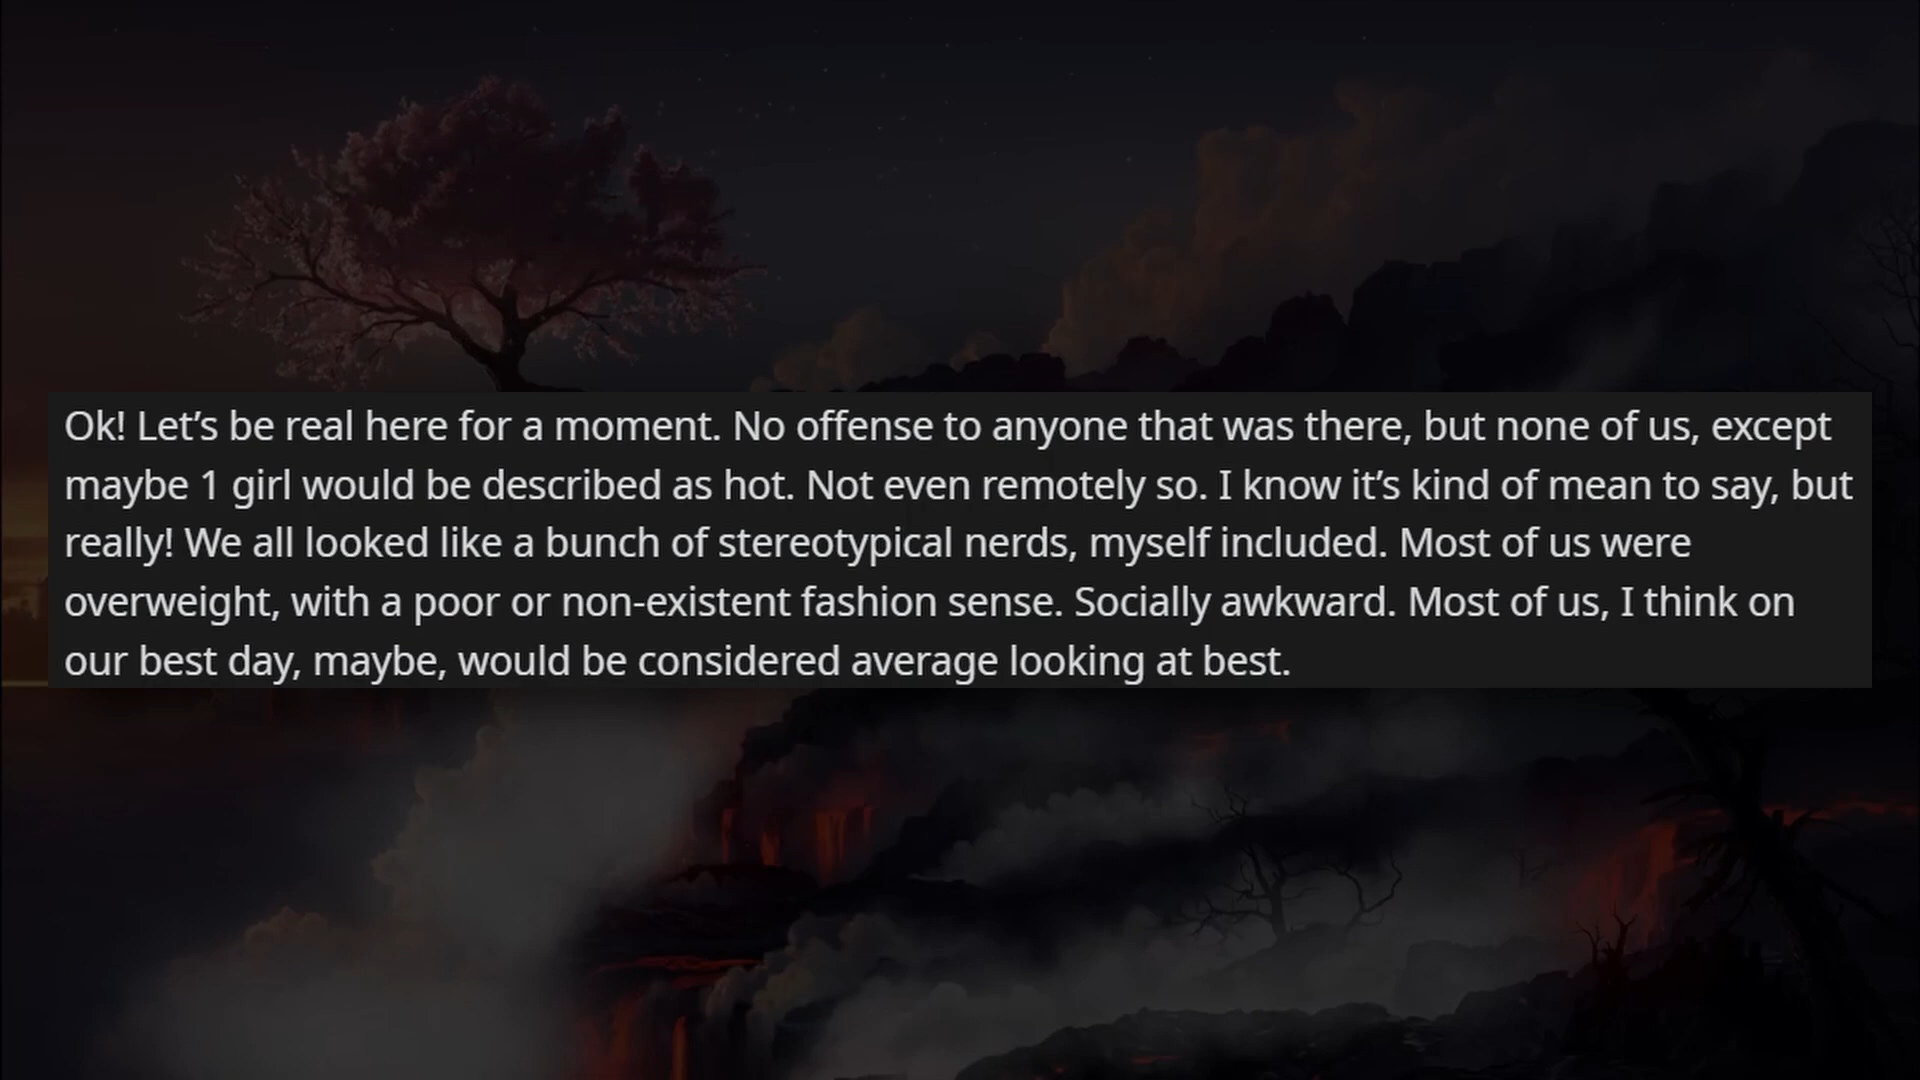 Ok! Let’s be real here for a moment. No offense to anyone that was there, but none of us, except
maybe 1 girl would be described as hot. Not even remotely so. I know it’s kind of mean to say, but
really! We all looked like a bunch of stereotypical nerds, myself included. Most of us were
overweight, with a poor or non-existent fashion sense. Socially awkward. Most of us, I think on
our best day, maybe, would be considered average looking at best.